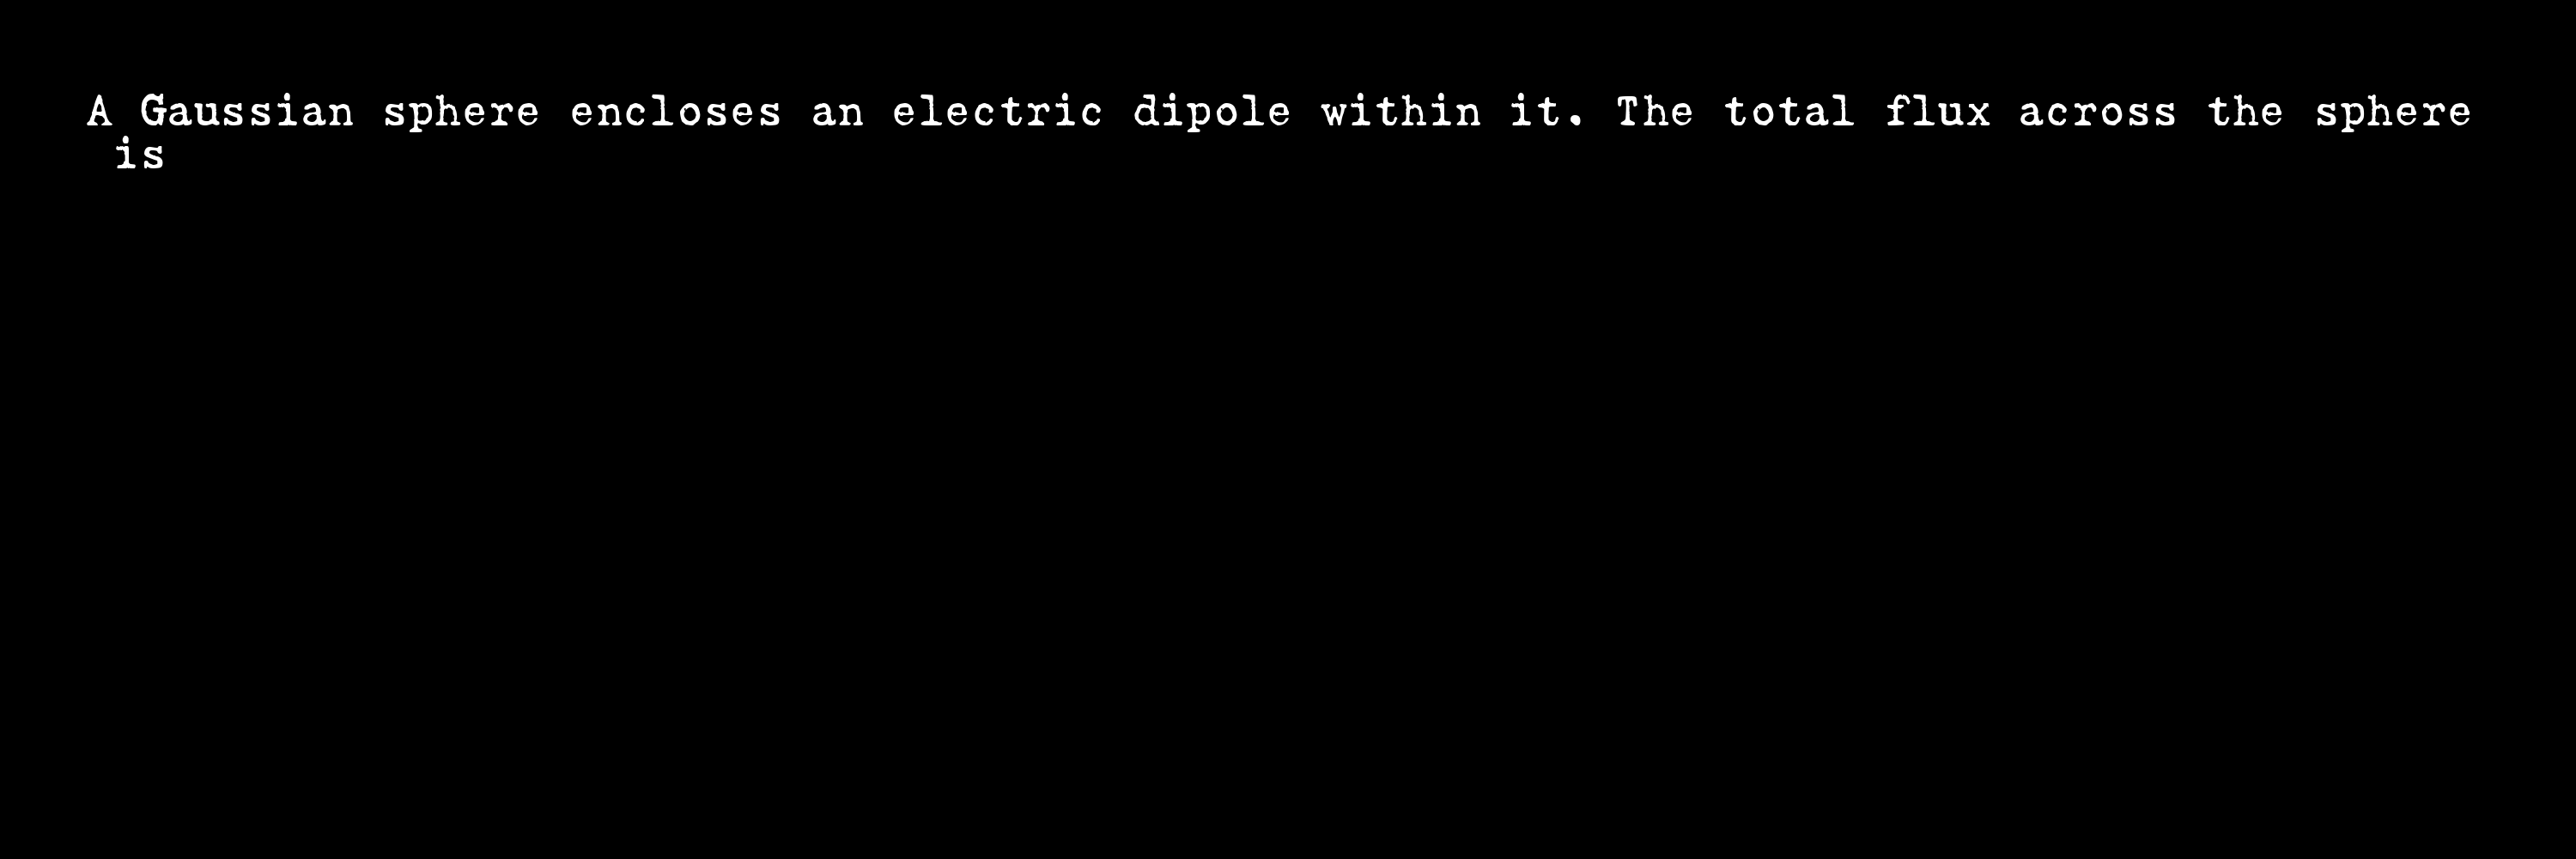 A Gaussian sphere encloses an electric dipole within it. The total flux across the sphere
is